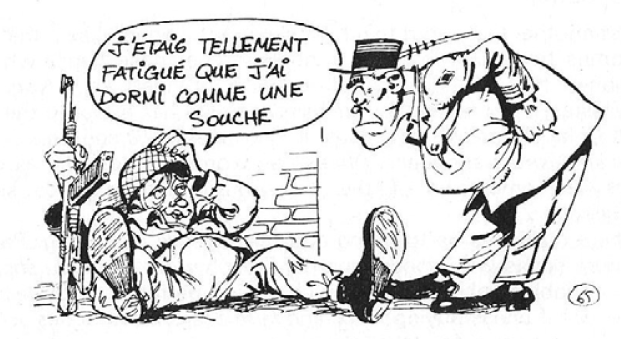 J'ÉTAIS TELLEMENT
FATIGUÉ QUE J'AI
DORMI COMME UNE
SOUCHE
65